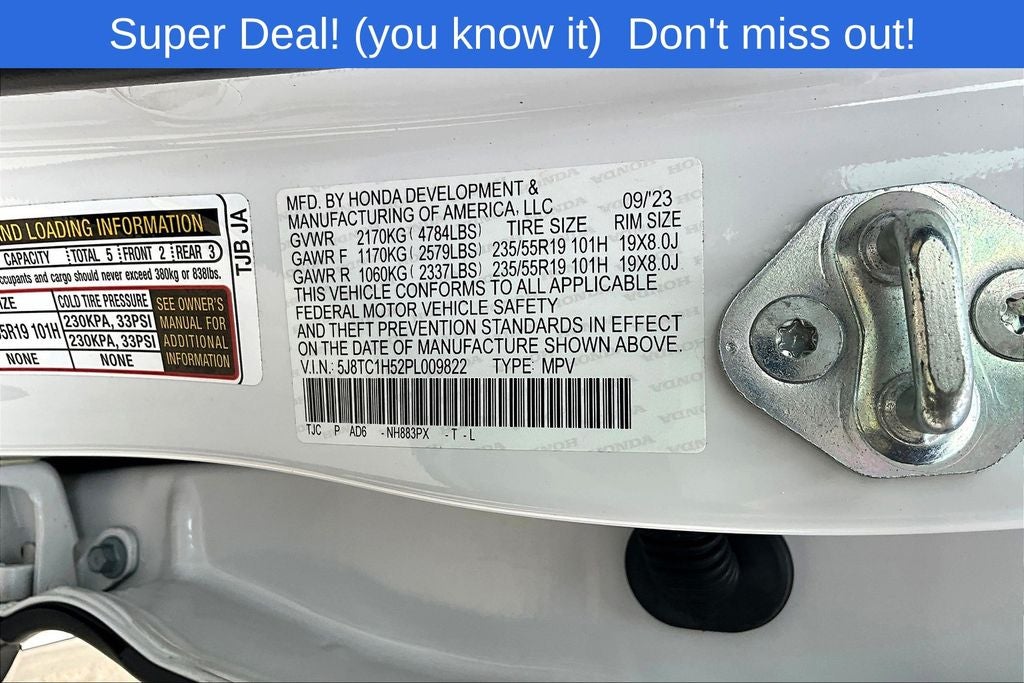 Super Deal! (you know it)  Don't miss out!
ND LOADING INFORMATION
CAPACITY TOTAL 5 FRONT 2 REAR 3
ccupants and cargo should never exceed 380kg or 838lbs.
ZE COLD TIRE PRESSURE SEE OWNER'S MANUAL FOR ADDITIONAL INFORMATION
55R19 101H 230KPA, 33PSI
230KPA, 33PSI
NONE NONE
TJB JA
MFD. BY HONDA DEVELOPMENT &
MANUFACTURING OF AMERICA, LLC 09/'23
GVWR 2170KG ( 4784LBS) TIRE SIZE RIM SIZE
GAWR F 1170KG ( 2579LBS) 235/55R19 101H 19X8.0J
GAWR R 1060KG ( 2337LBS) 235/55R19 101H 19X8.0J
THIS VEHICLE CONFORMS TO ALL APPLICABLE
FEDERAL MOTOR VEHICLE SAFETY
AND THEFT PREVENTION STANDARDS IN EFFECT
ON THE DATE OF MANUFACTURE SHOWN ABOVE.
V.I.N.: 5J8TC1H52PL009822 TYPE: MPV
TJC P AD6 -NH883PX -T -L